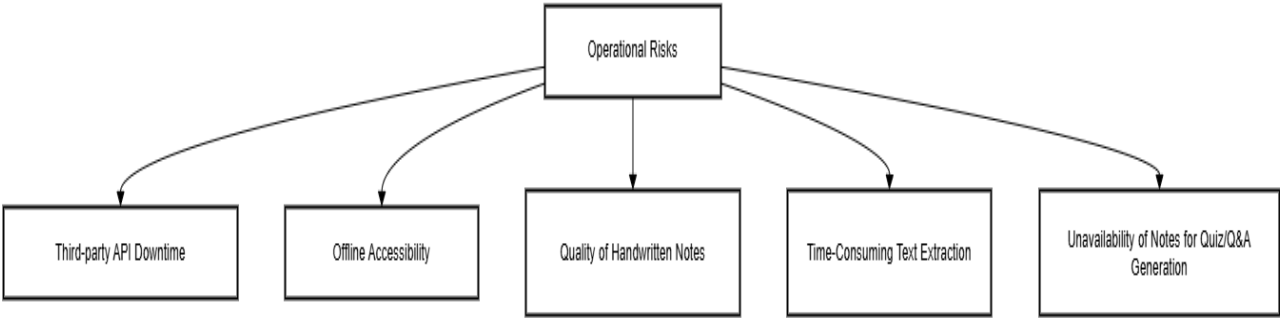 Operational Risks
Third-party API Downtime
Offline Accessibility
Quality of Handwritten Notes
Time-Consuming Text Extraction
Unavailability of Notes for Quiz/Q&A
Generation